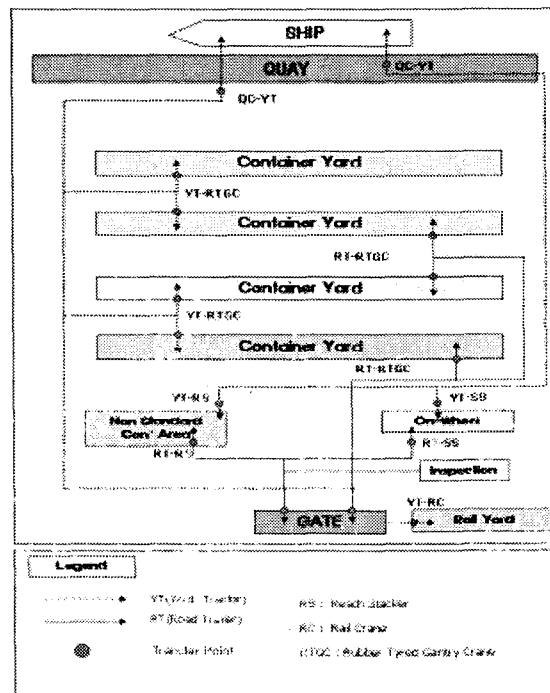 SHIP
QUAY
QC-YT
QC-YT
Container Yard
YT-RTGC
Container Yard
RT-RTGC
Container Yard
YT-RTGC
Container Yard
RT-RTGC
YT-RS
YT-SS
Non Standard
Con' Area
On-Wheel
RT-RS
RT-SS
Inspection
YT-RC
GATE
Rail Yard
Legend
YT(Yard Tractor)
RS : Reach Stacker
RT(Road Tractor)
RC : Rail Crane
Transfer Point
RTGC : Rubber Tyred Gantry Crane